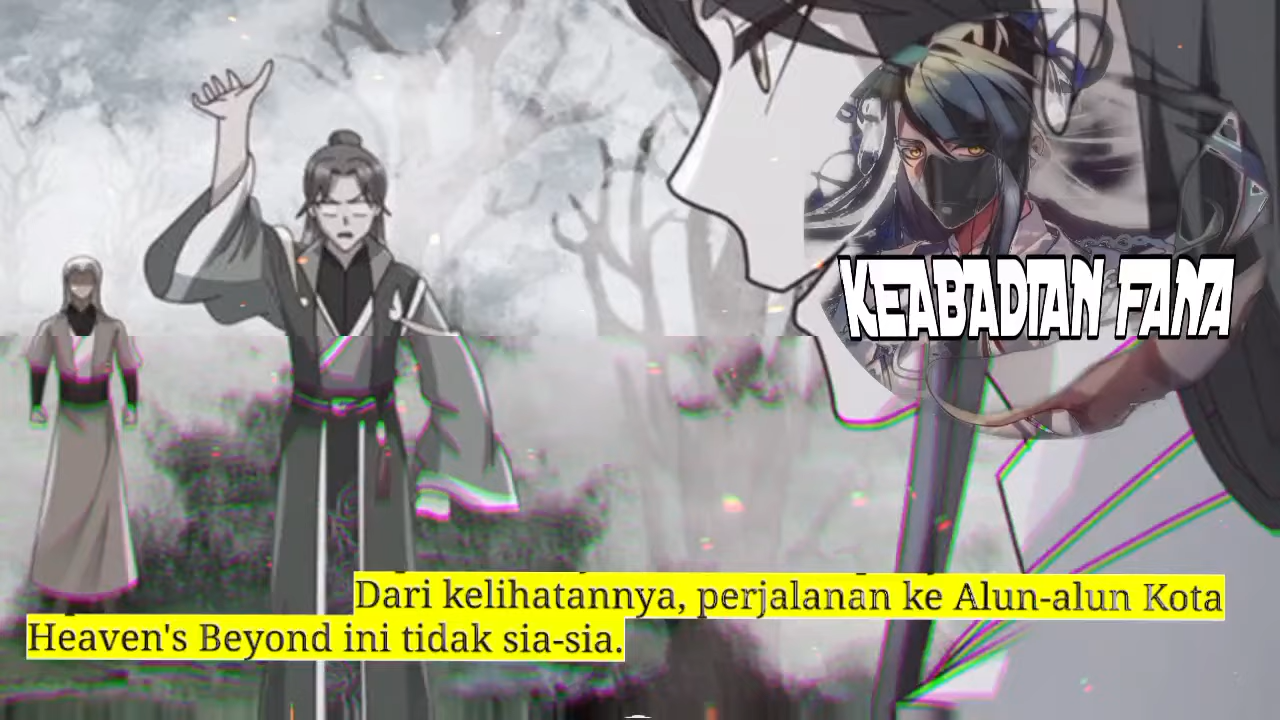 KEABADIAN FANA
Dari kelihatannya, perjalanan ke Alun-alun Kota
Heaven's Beyond ini tidak sia-sia.